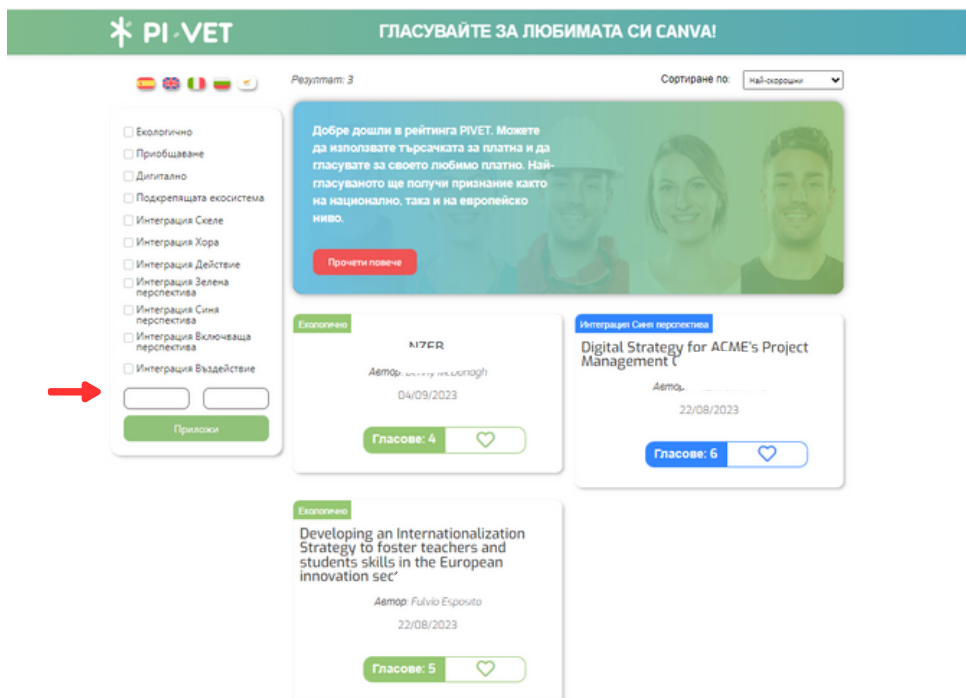 PI-VET
ГЛАСУВАЙТЕ ЗА ЛЮБИМАТА СИ CANVA!
Резултат: 3
Сортиране по:
Най-скорошни
Екологично
Приобщаване
Дигитално
Подкрепящата екосистема
Интеграция Скеле
Интеграция Хора
Интеграция Действие
Интеграция Зелена
перспектива
Интеграция Синя
перспектива
Интеграция Включваща
перспектива
Интеграция Въздействие
Приложи
Добре дошли в рейтинга PIVET. Можете
да използвате търсачката за платна и да
гласувате за своето любимо платно. Най-
гласуваното ще получи признание както
на национално, така и на европейско
ниво.
Прочети повече
Екологично
NZEB
Автор:
04/09/2023
Гласове: 4
Интеграция Синя перспектива
Digital Strategy for ACME's Project
Management
Автор
22/08/2023
Гласове: 6
Екологично
Developing an Internationalization
Strategy to foster teachers and
students skills in the European
innovation sec
Автор: Fulvio Esposito
22/08/2023
Гласове: 5